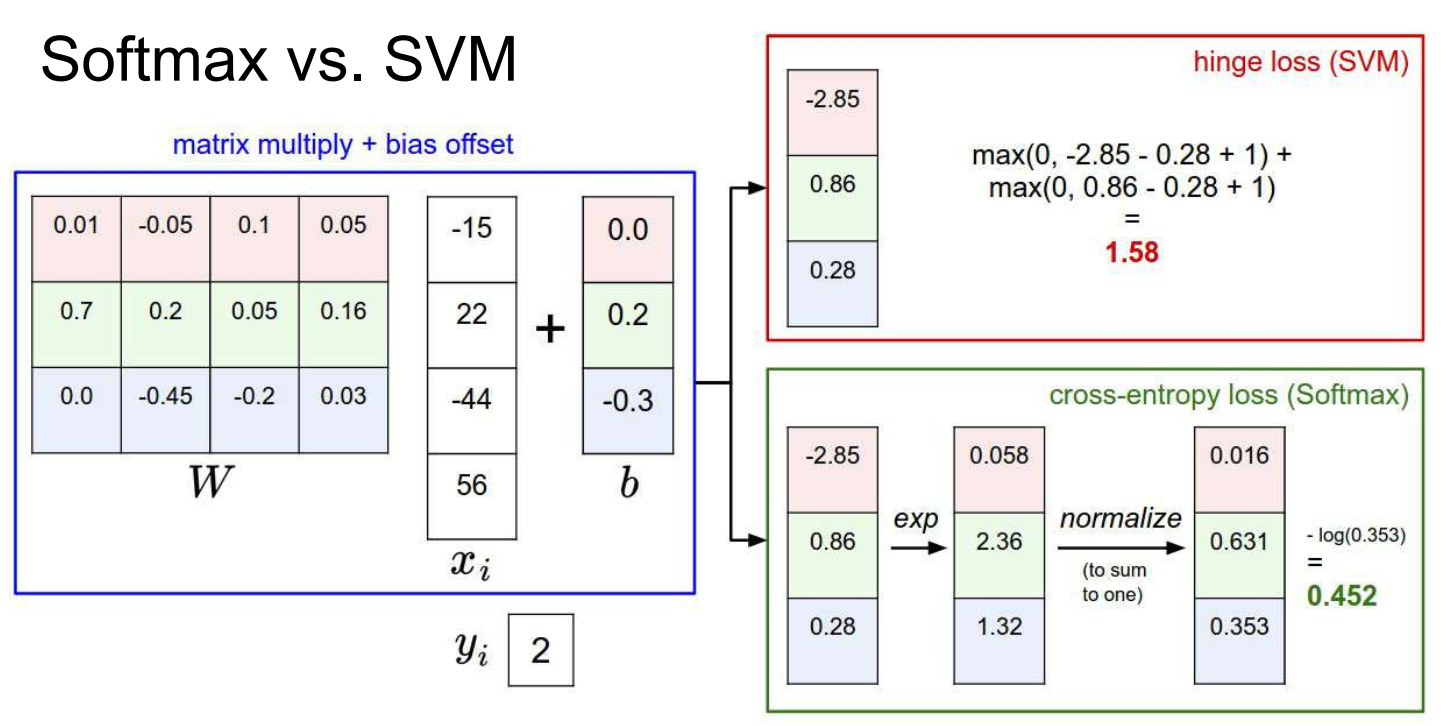 Softmax vs. SVM
matrix multiply + bias offset
0.01 -0.05 0.1 0.05
0.7 0.2 0.05 0.16
0.0 -0.45 -0.2 0.03
W
-15
22
-44
56
x_i
+
0.0
0.2
-0.3
b
y_i 2
hinge loss (SVM)
-2.85
0.86
0.28
max(0, -2.85 - 0.28 + 1) +
max(0, 0.86 - 0.28 + 1)
=
1.58
cross-entropy loss (Softmax)
-2.85
0.86
0.28
exp
0.058
2.36
1.32
normalize
(to sum
to one)
0.016
0.631
0.353
- log(0.353)
=
0.452